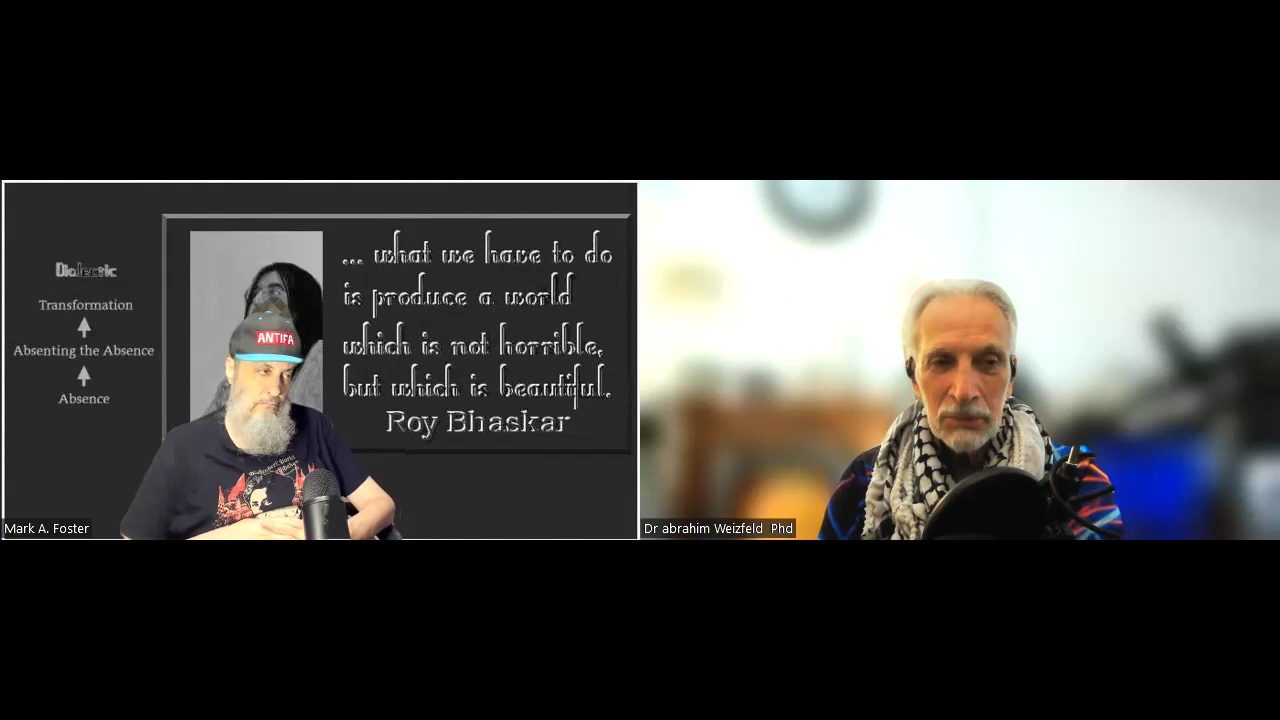 Dialectic
Transformation
Absenting the Absence
Absence
... what we have to do
is produce a world
which is not horrible,
but which is beautiful.
Roy Bhaskar
ANTIFA
Mark A. Foster
Dr abrahim Weizfeld Phd